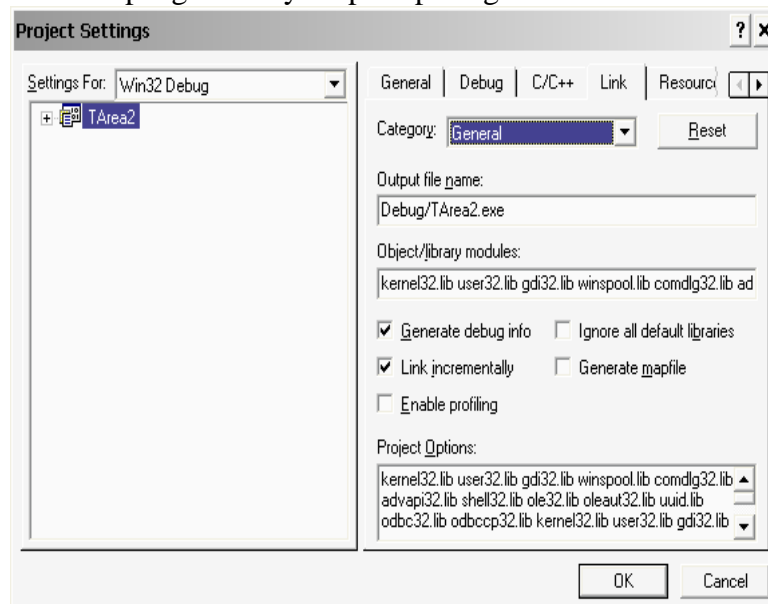 Project Settings
? x
Settings For: Win32 Debug
TArea2
General Debug C/C++ Link
Category: General Reset
Output file name:
Debug/TArea2.exe
Object/library modules:
kernel32.lib user32.lib gdi32.lib winspool.lib comdlg32.lib ad
Generate debug info Ignore all default libraries
Link incrementally Generate mapfile
Enable profiling
Project Options:
kernel32.lib user32.lib gdi32.lib winspool.lib comdlg32.lib
advapi32.lib shell32.lib ole32.lib oleaut32.lib uuid.lib
odbc32.lib odbccp32.lib kernel32.lib user32.lib gdi32.lib
OK Cancel